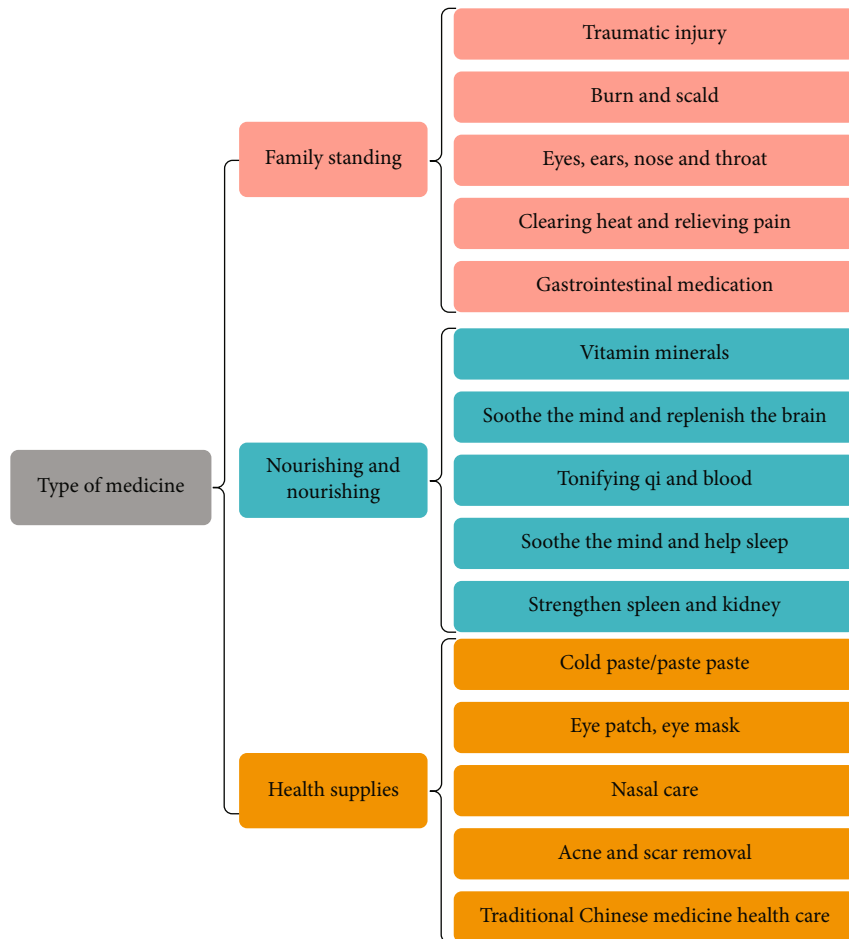 Type of medicine
Family standing
Traumatic injury
Burn and scald
Eyes, ears, nose and throat
Clearing heat and relieving pain
Gastrointestinal medication
Nourishing and
nourishing
Vitamin minerals
Soothe the mind and replenish the brain
Tonifying qi and blood
Soothe the mind and help sleep
Strengthen spleen and kidney
Health supplies
Cold paste/paste paste
Eye patch, eye mask
Nasal care
Acne and scar removal
Traditional Chinese medicine health care